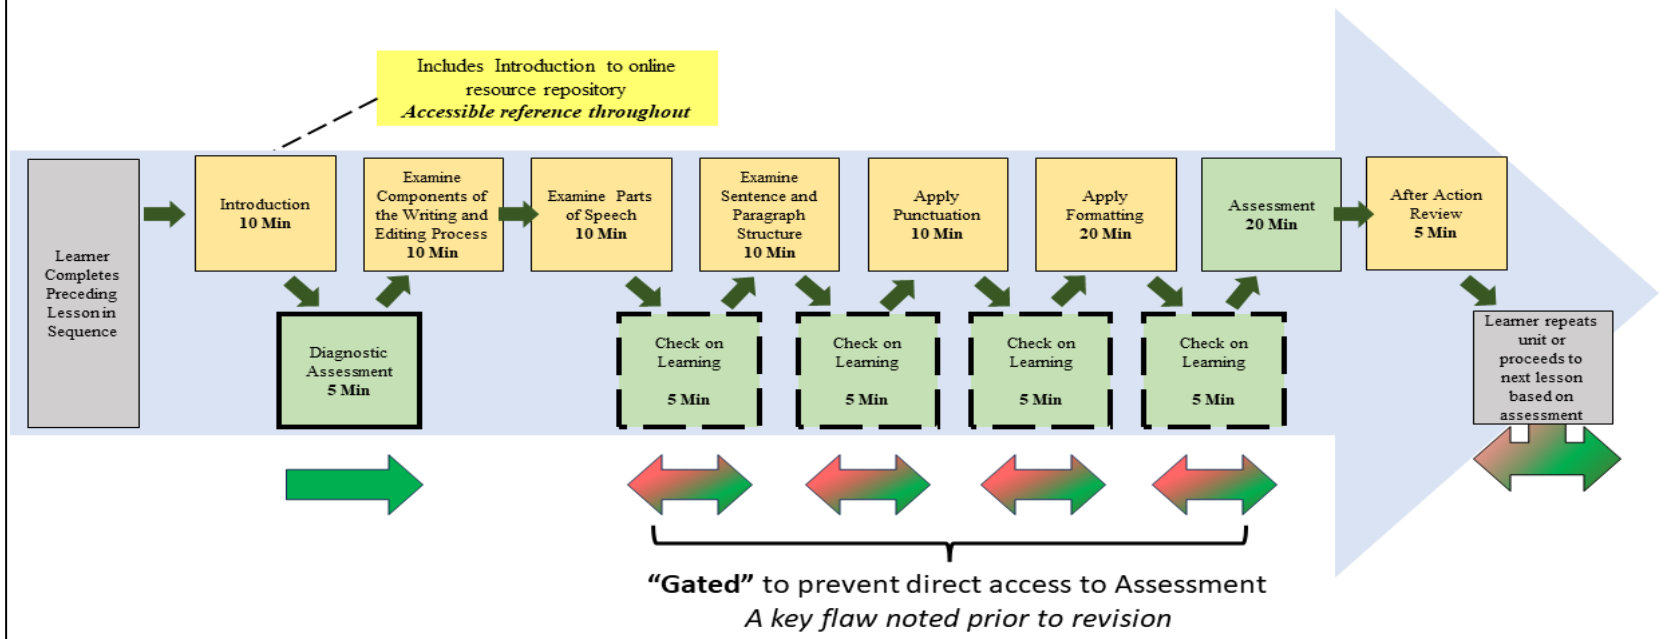 Includes Introduction to online
resource repository
Accessible reference throughout
Learner
Completes
Preceding
Lesson in
Sequence
Introduction
10 Min
Diagnostic
Assessment
5 Min
Examine
Components of
the Writing and
Editing Process
10 Min
Examine Parts
of Speech
10 Min
Check on
Learning
5 Min
Examine
Sentence and
Paragraph
Structure
10 Min
Check on
Learning
5 Min
Apply
Punctuation
10 Min
Check on
Learning
5 Min
Apply
Formatting
20 Min
Check on
Learning
5 Min
Assessment
20 Min
After Action
Review
5 Min
Learner repeats
unit or
proceeds to
next lesson
based on
assessment
“Gated” to prevent direct access to Assessment
A key flaw noted prior to revision